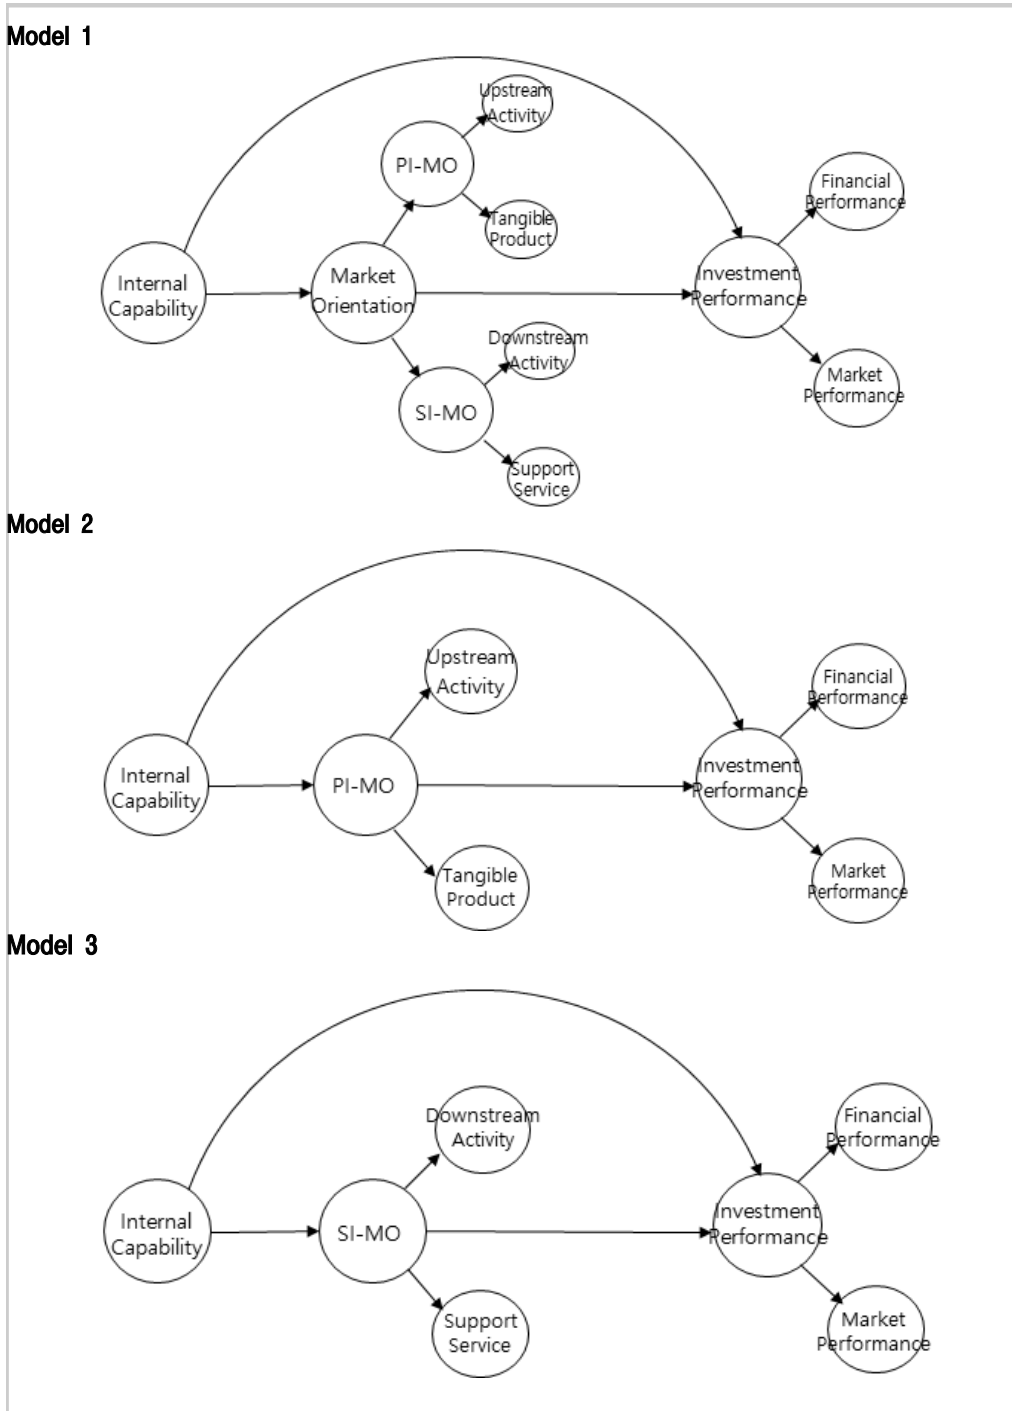 Model 1
Upstream
Activity
PI-MO
Tangible
Product
Financial
Performance
Internal
Capability
Market
Orientation
Investment
Performance
Downstream
Activity
SI-MO
Support
Service
Market
Performance
Model 2
Upstream
Activity
Financial
Performance
Internal
Capability
PI-MO
Investment
Performance
Tangible
Product
Market
Performance
Model 3
Downstream
Activity
Financial
Performance
Internal
Capability
SI-MO
Investment
Performance
Support
Service
Market
Performance